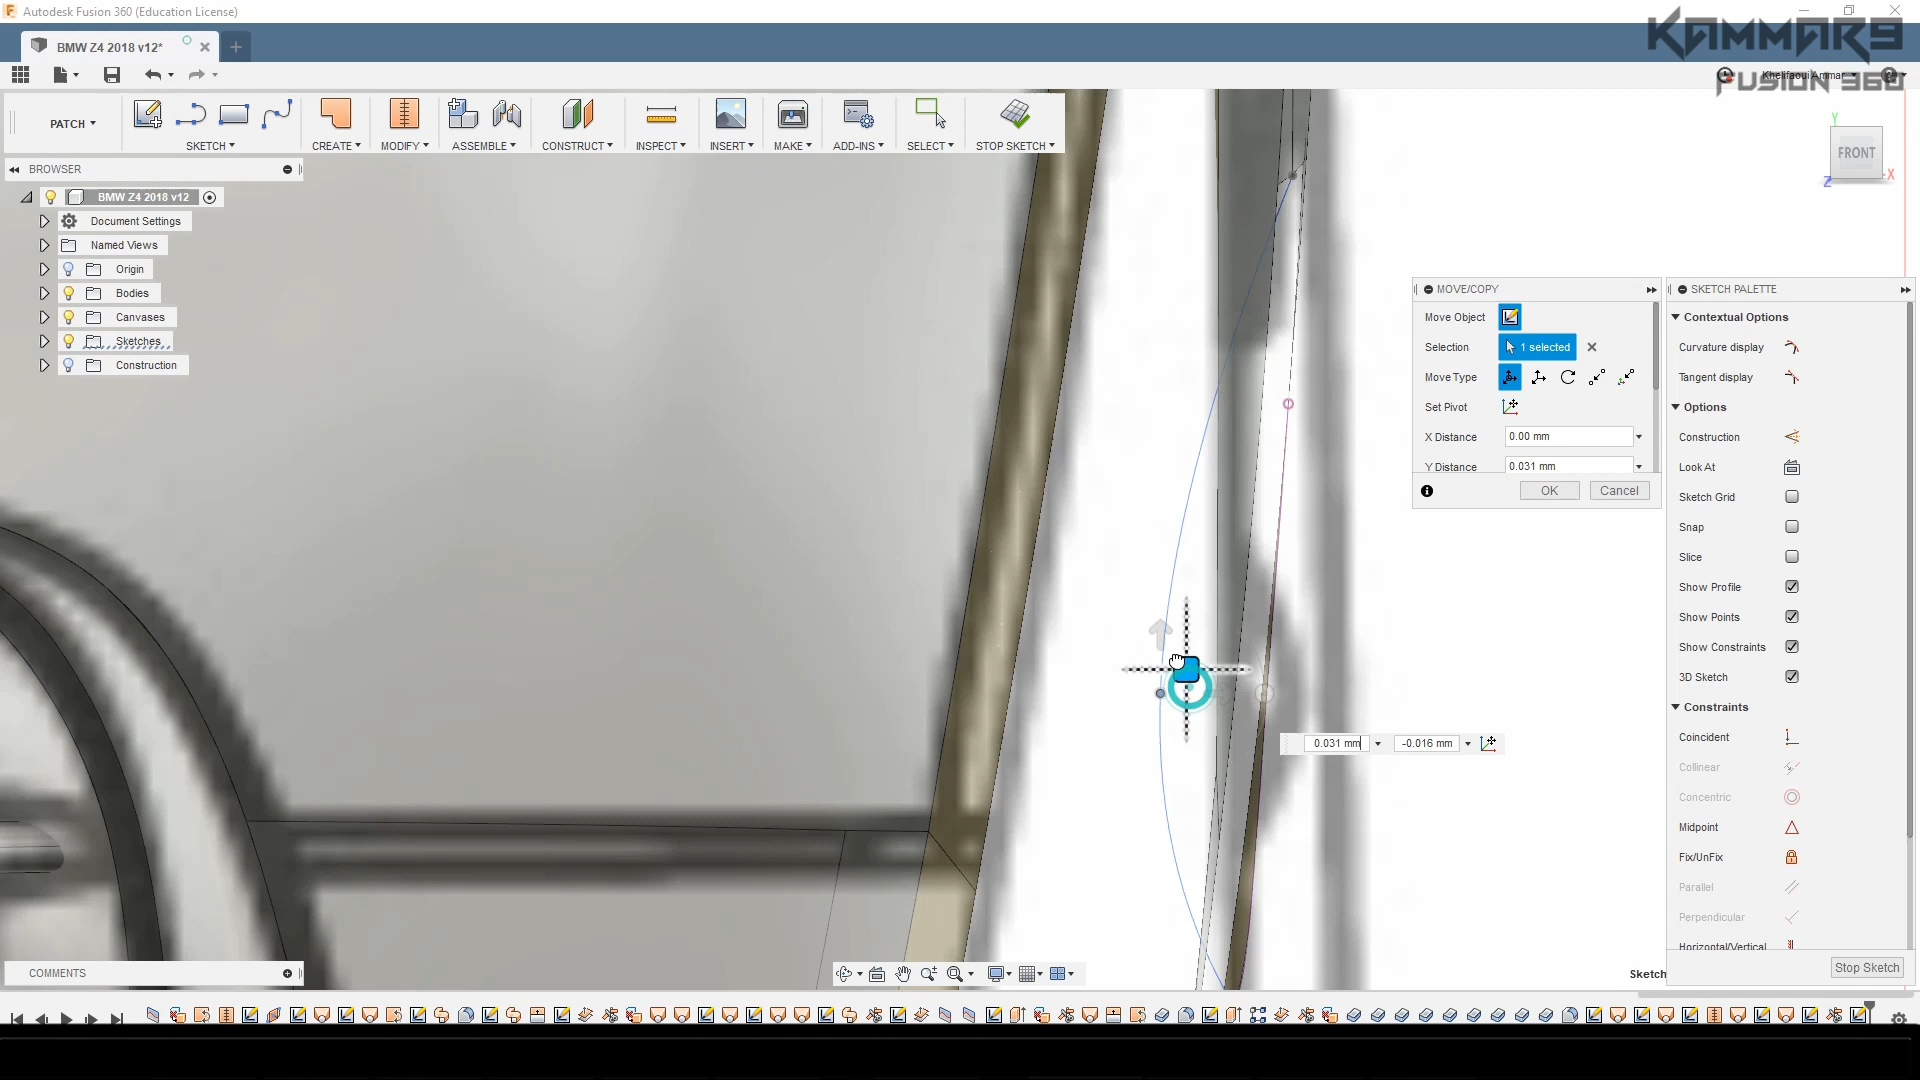 Autodesk Fusion 360 (Education License)
KAMMAR9
FUSION 360
BMW Z4 2018 v12*
Khelifaoui Ammar
PATCH
SKETCH
CREATE
MODIFY
ASSEMBLE
CONSTRUCT
INSPECT
INSERT
MAKE
ADD-INS
SELECT
STOP SKETCH
Y
FRONT
X
Z
BROWSER
BMW Z4 2018 v12
Document Settings
Named Views
Origin
Bodies
Canvases
Sketches
Construction
MOVE/COPY
Move Object
Selection
1 selected
Move Type
Set Pivot
X Distance
0.00 mm
Y Distance
0.031 mm
OK
Cancel
SKETCH PALETTE
Contextual Options
Curvature display
Tangent display
Options
Construction
Look At
Sketch Grid
Snap
Slice
Show Profile
Show Points
Show Constraints
3D Sketch
Constraints
Coincident
Collinear
Concentric
Midpoint
Fix/UnFix
Parallel
Perpendicular
Horizontal/Vertical
Stop Sketch
0.031 mm
-0.016 mm
COMMENTS
Sketch